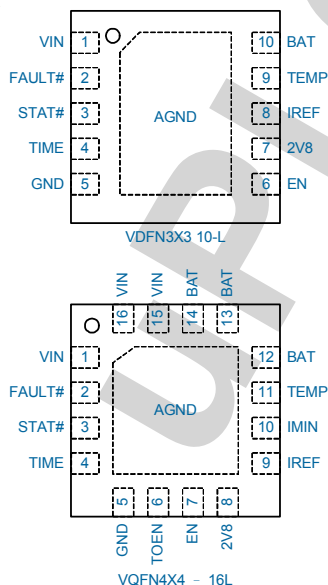 VIN 1 10 BAT
FAULT# 2 9 TEMP
STAT# 3 8 IREF
AGND
TIME 4 7 2V8
GND 5 6 EN
VDFN3X3 10-L
VIN VIN BAT BAT
16 15 14 13
VIN 1 12 BAT
FAULT# 2 11 TEMP
AGND
STAT# 3 10 IMIN
TIME 4 9 IREF
5 6 7 8
GND TOEN EN 2V8
VQFN4X4 - 16L